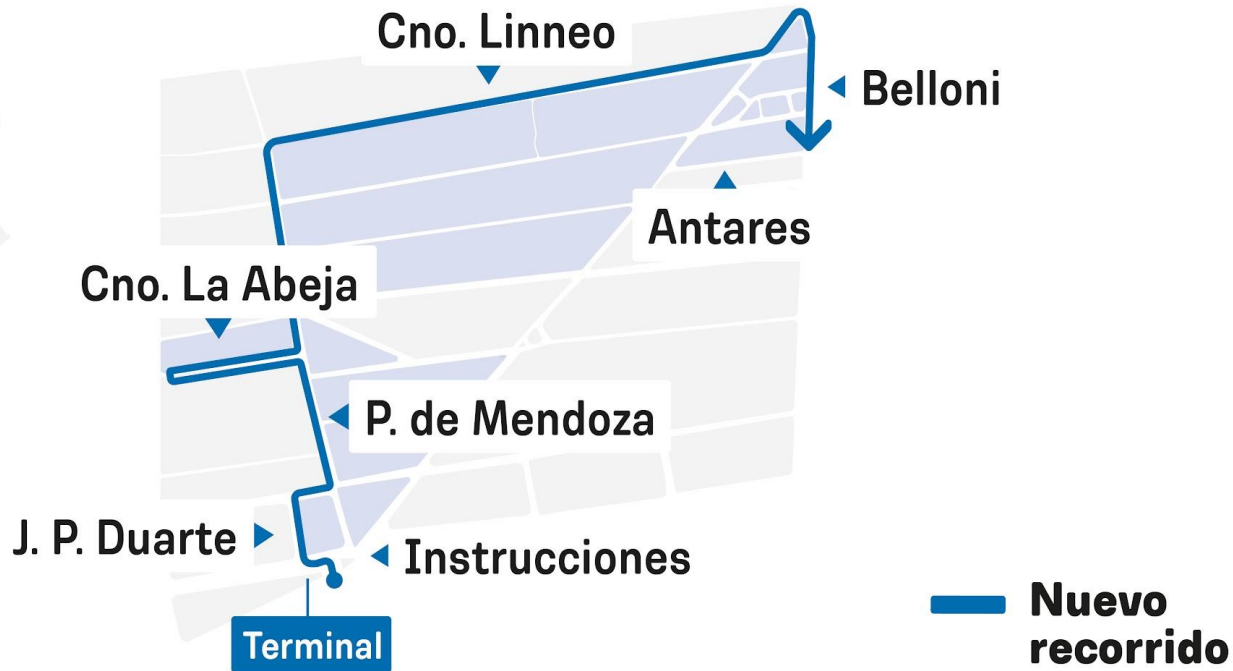 Cno. Linneo
Belloni
Antares
Cno. La Abeja
P. de Mendoza
J. P. Duarte
Instrucciones
Terminal
Nuevo
recorrido